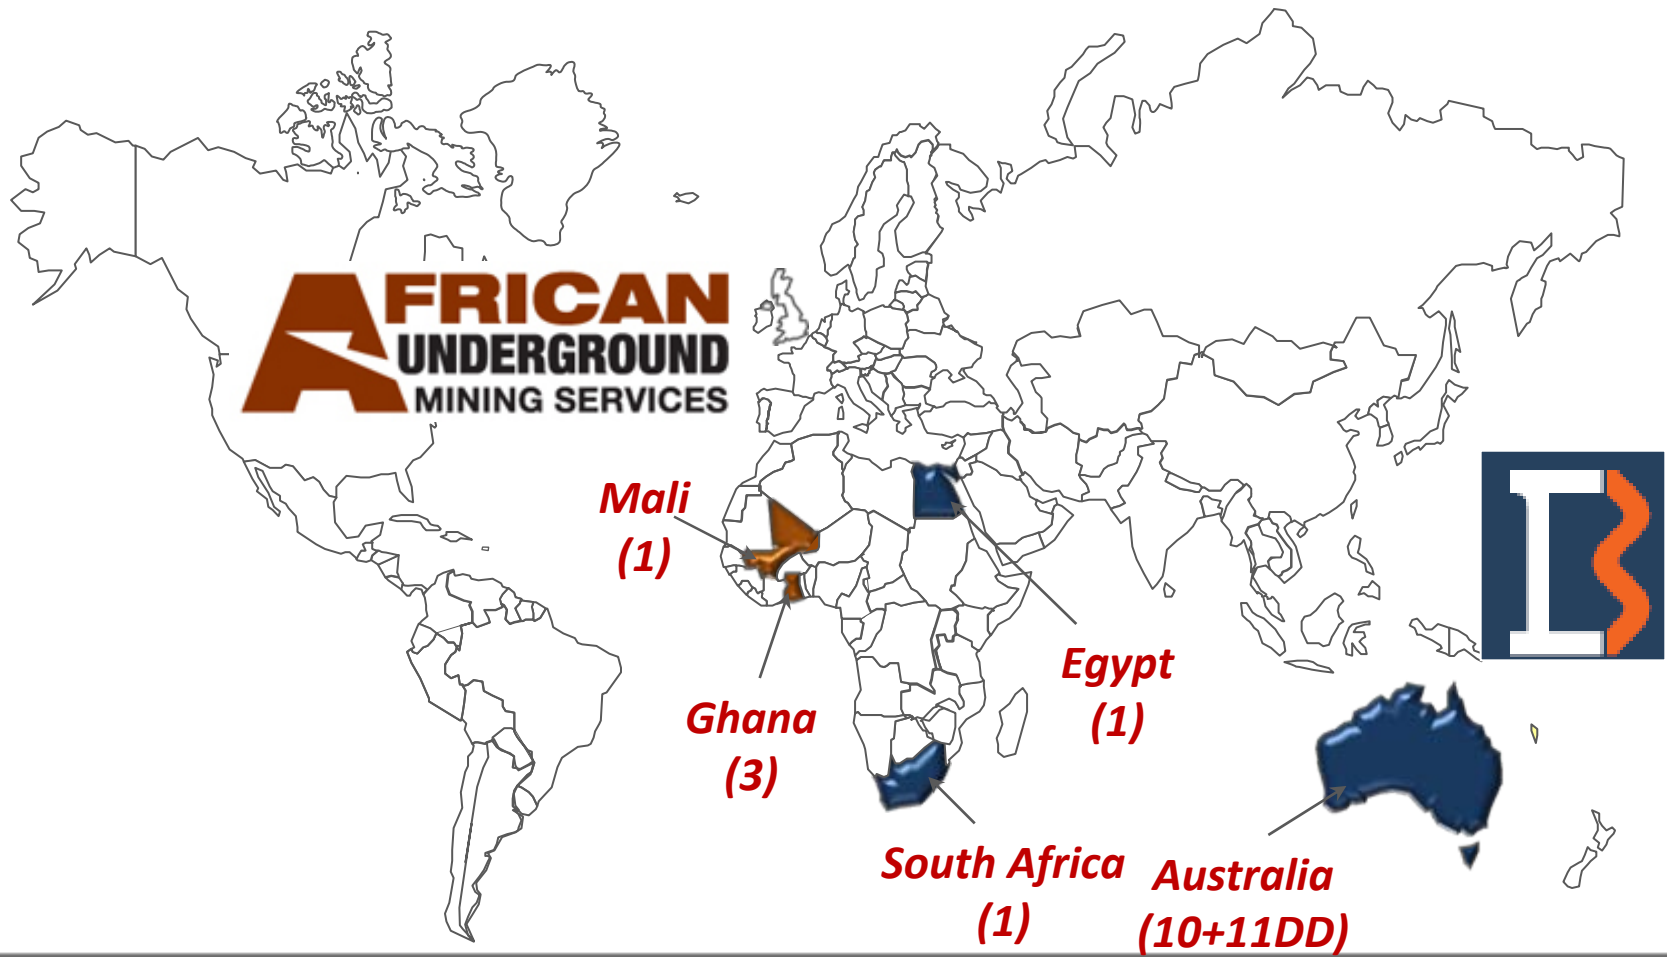 AFRICAN
UNDERGROUND
MINING SERVICES
Mali
(1)
Ghana
(3)
Egypt
(1)
South Africa
(1)
Australia
(10+11DD)